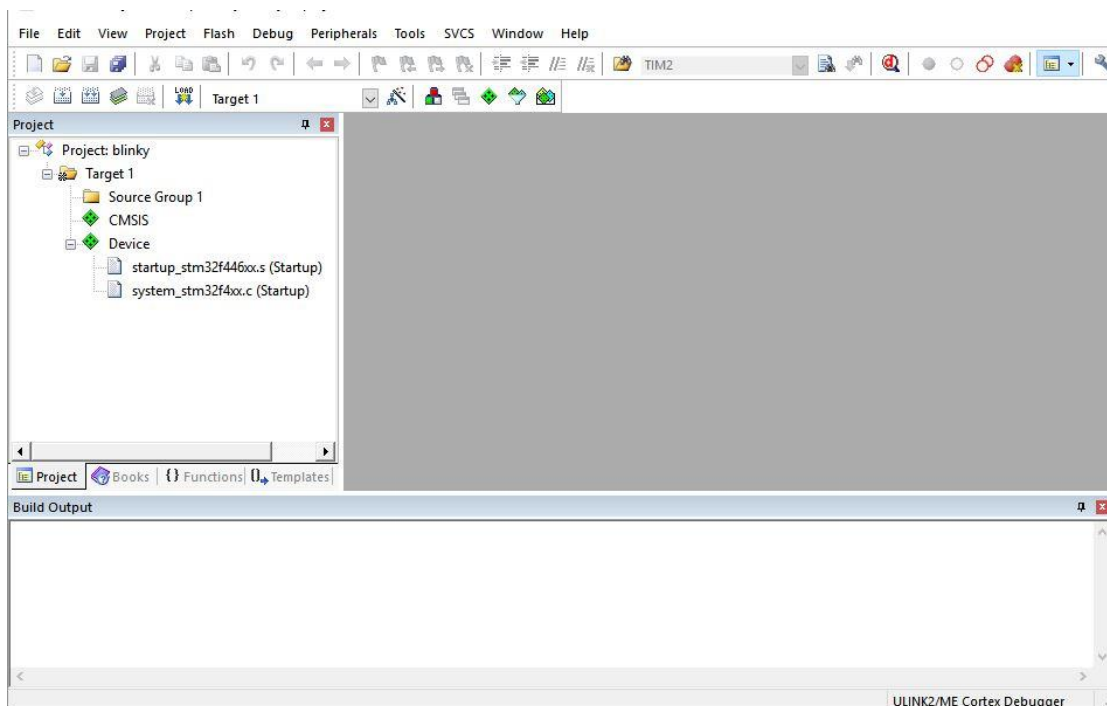 File Edit View Project Flash Debug Peripherals Tools SVCS Window Help
TIM2
LOAD Target 1
Project
Project: blinky
Target 1
Source Group 1
CMSIS
Device
startup_stm32f446xx.s (Startup)
system_stm32f4xx.c (Startup)
Project Books {} Functions 0 Templates
Build Output
ULINK2/ME Cortex Debugger